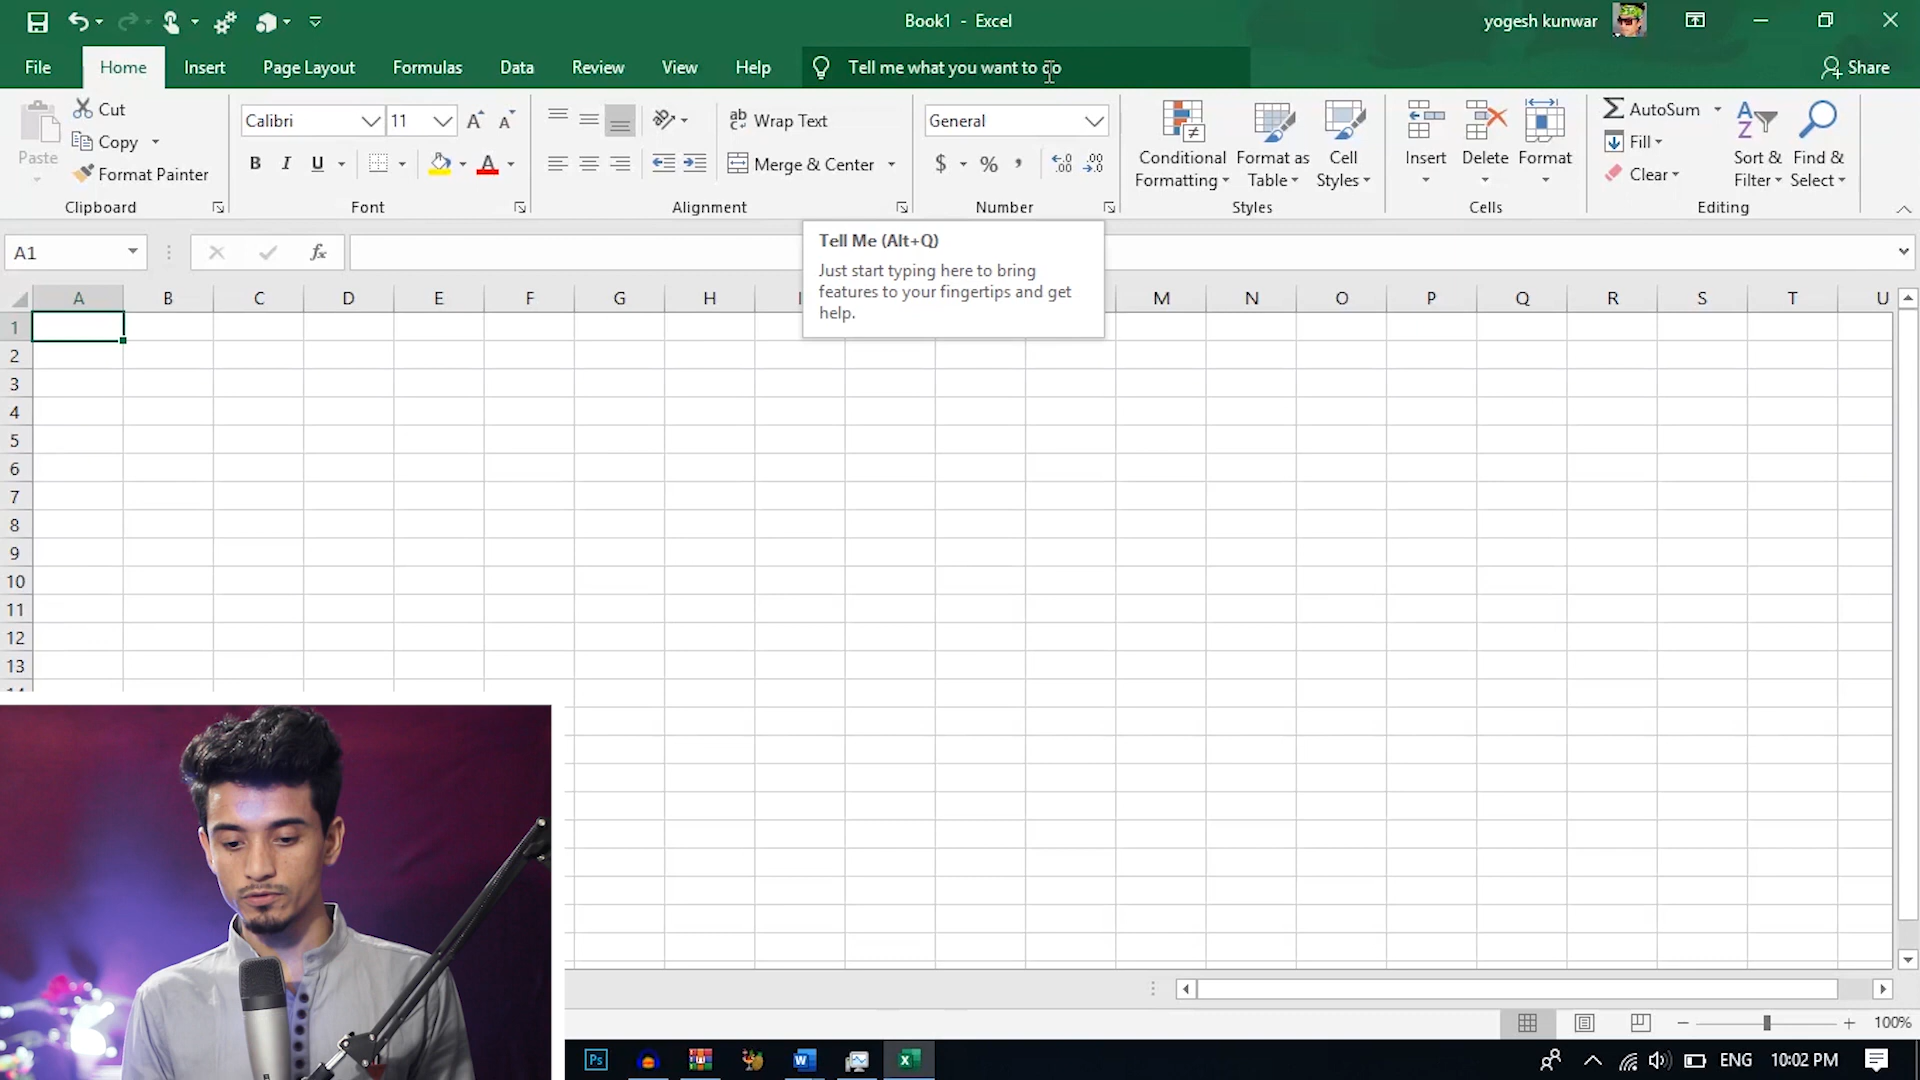 Book1 - Excel
yogesh kunwar
File Home Insert Page Layout Formulas Data Review View Help Tell me what you want to do Share
Paste
Cut
Copy
Format Painter
Clipboard
Calibri 11
B I U A
Font
Wrap Text
Merge & Center
Alignment
General
$ % ,
Number
Conditional Formatting
Format as Table
Cell Styles
Styles
Insert Delete Format
Cells
AutoSum
Fill
Clear
Sort & Filter
Find & Select
Editing
A1
fx
Tell Me (Alt+Q)
Just start typing here to bring
features to your fingertips and get
help.
A B C D E F G H M N O P Q R S T U
1
2
3
4
5
6
7
8
9
10
11
12
13
100%
Ps
ENG 10:02 PM